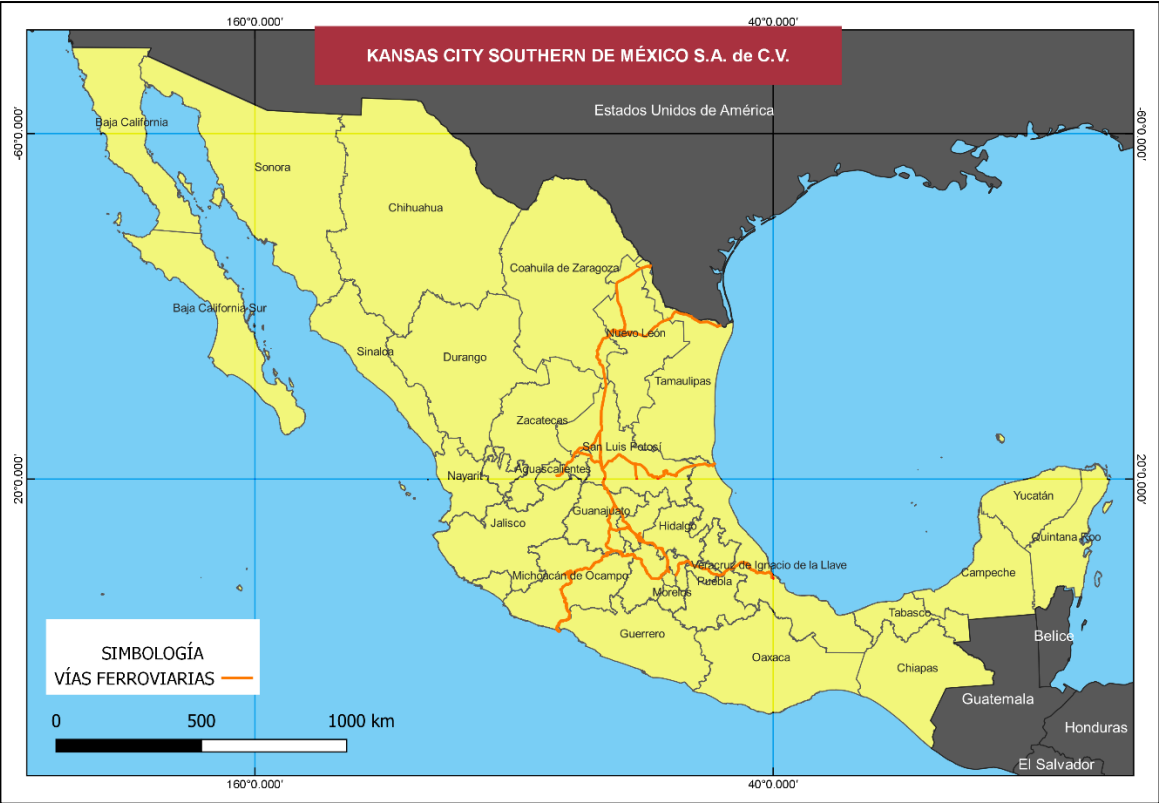 160°0.000'
40°0.000'
KANSAS CITY SOUTHERN DE MÉXICO S.A. de C.V.
Estados Unidos de América
-60°0.000'
-60°0.000'
Baja California
Sonora
Chihuahua
Coahuila de Zaragoza
Baja California Sur
Nuevo León
Sinaloa
Durango
Tamaulipas
Zacatecas
San Luis Potosí
Aguascalientes
Nayarit
20°0.000'
20°0.000'
Yucatán
Guanajuato
Jalisco
Hidalgo
Quintana Roo
Veracruz de Ignacio de la Llave
Campeche
Michoacán de Ocampo
Puebla
Morelos
Tabasco
Guerrero
Belice
Oaxaca
Chiapas
SIMBOLOGÍA
VÍAS FERROVIARIAS
Guatemala
0 500 1000 km
Honduras
El Salvador
160°0.000'
40°0.000'